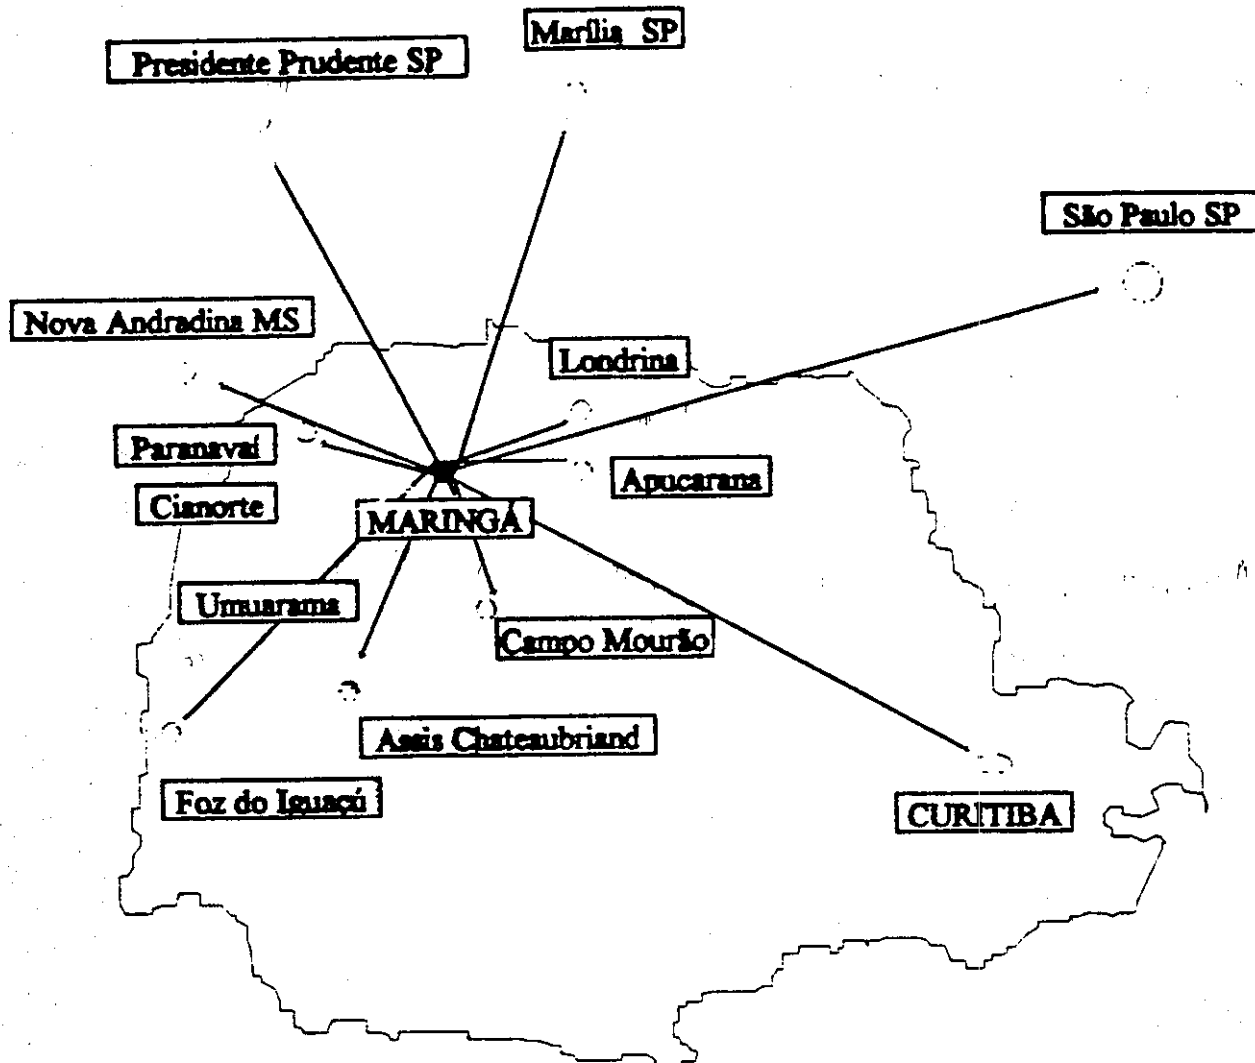 Marília SP
Presidente Prudente SP
São Paulo SP
Nova Andradina MS
Londrina
Paranavaí
Apucarana
Cianorte
MARINGÁ
Umuarama
Campo Mourão
Assis Chateaubriand
Foz do Iguaçú
CURITIBA